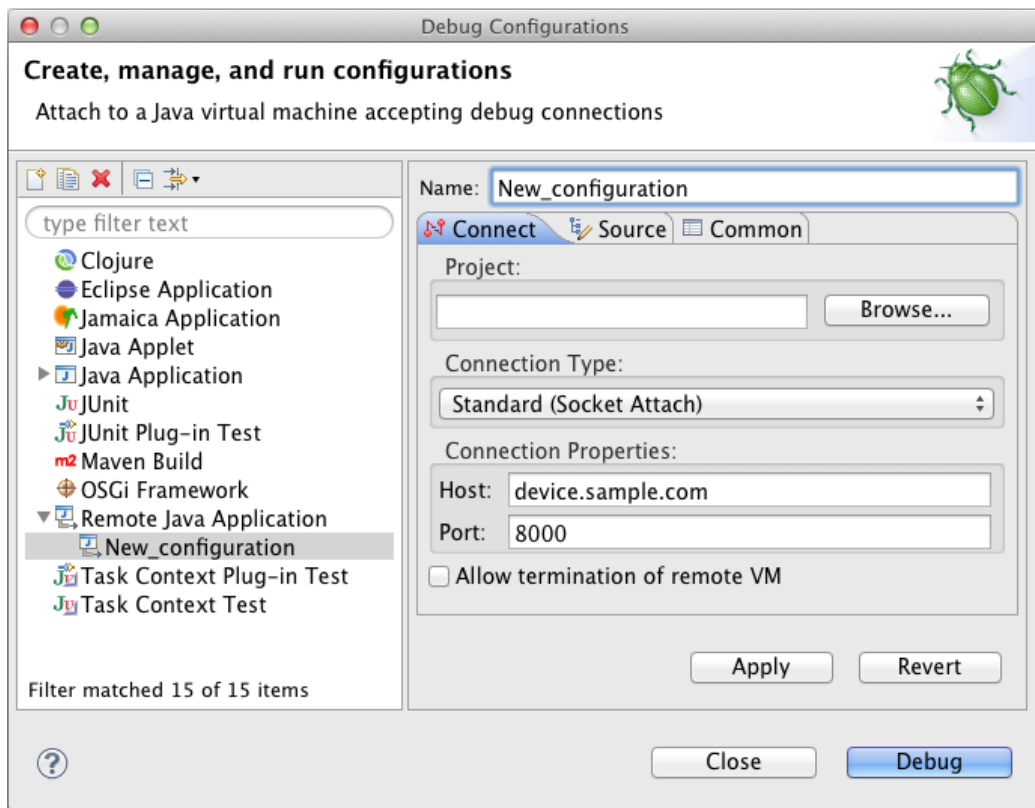 Debug Configurations
Create, manage, and run configurations
Attach to a Java virtual machine accepting debug connections
type filter text
Clojure
Eclipse Application
Jamaica Application
Java Applet
Java Application
JUnit
JUnit Plug-in Test
m2 Maven Build
OSGi Framework
Remote Java Application
New_configuration
Task Context Plug-in Test
Task Context Test
Filter matched 15 of 15 items
Name: New_configuration
Connect Source Common
Project:
Browse...
Connection Type:
Standard (Socket Attach)
Connection Properties:
Host: device.sample.com
Port: 8000
Allow termination of remote VM
Apply Revert
? Close Debug